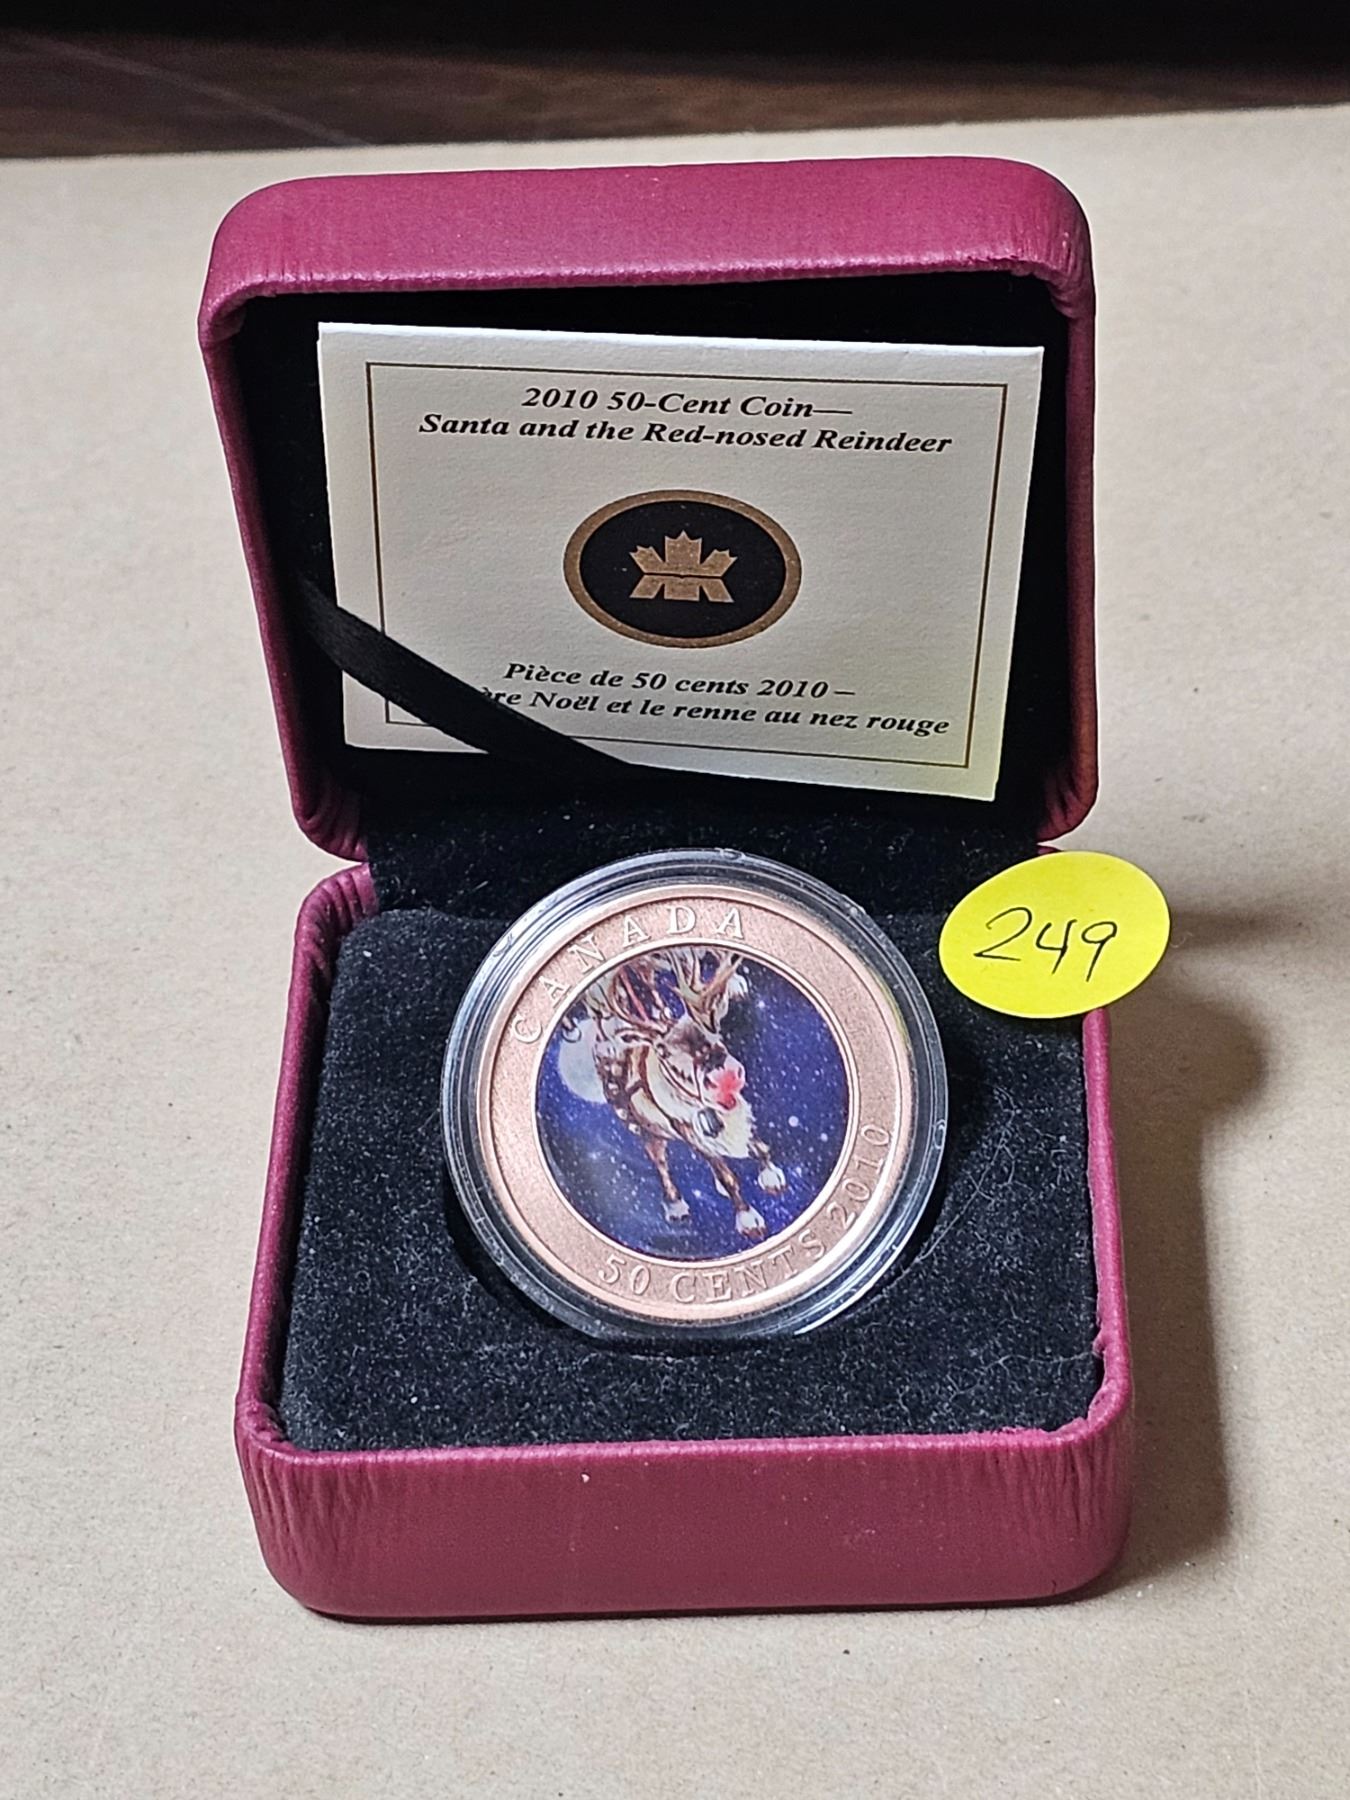 2010 50-Cent Coin—
Santa and the Red-nosed Reindeer
Pièce de 50 cents 2010 –
Noël et le renne au nez rouge
249
CANADA
50 CENTS 2010